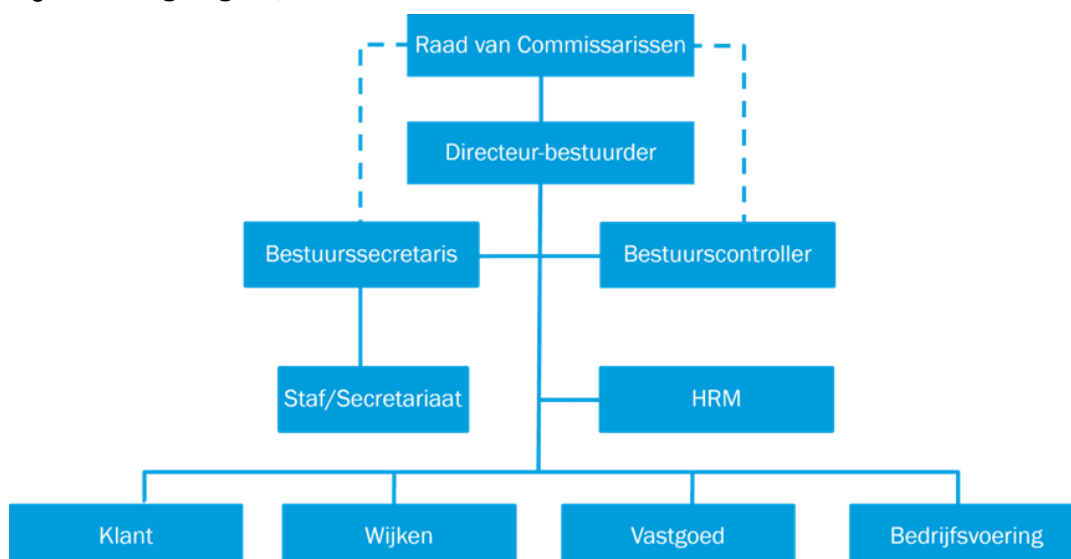 Raad van Commissarissen
Directeur-bestuurder
Bestuurssecretaris
Bestuurscontroller
Staf/Secretariaat
HRM
Klant
Wijken
Vastgoed
Bedrijfsvoering